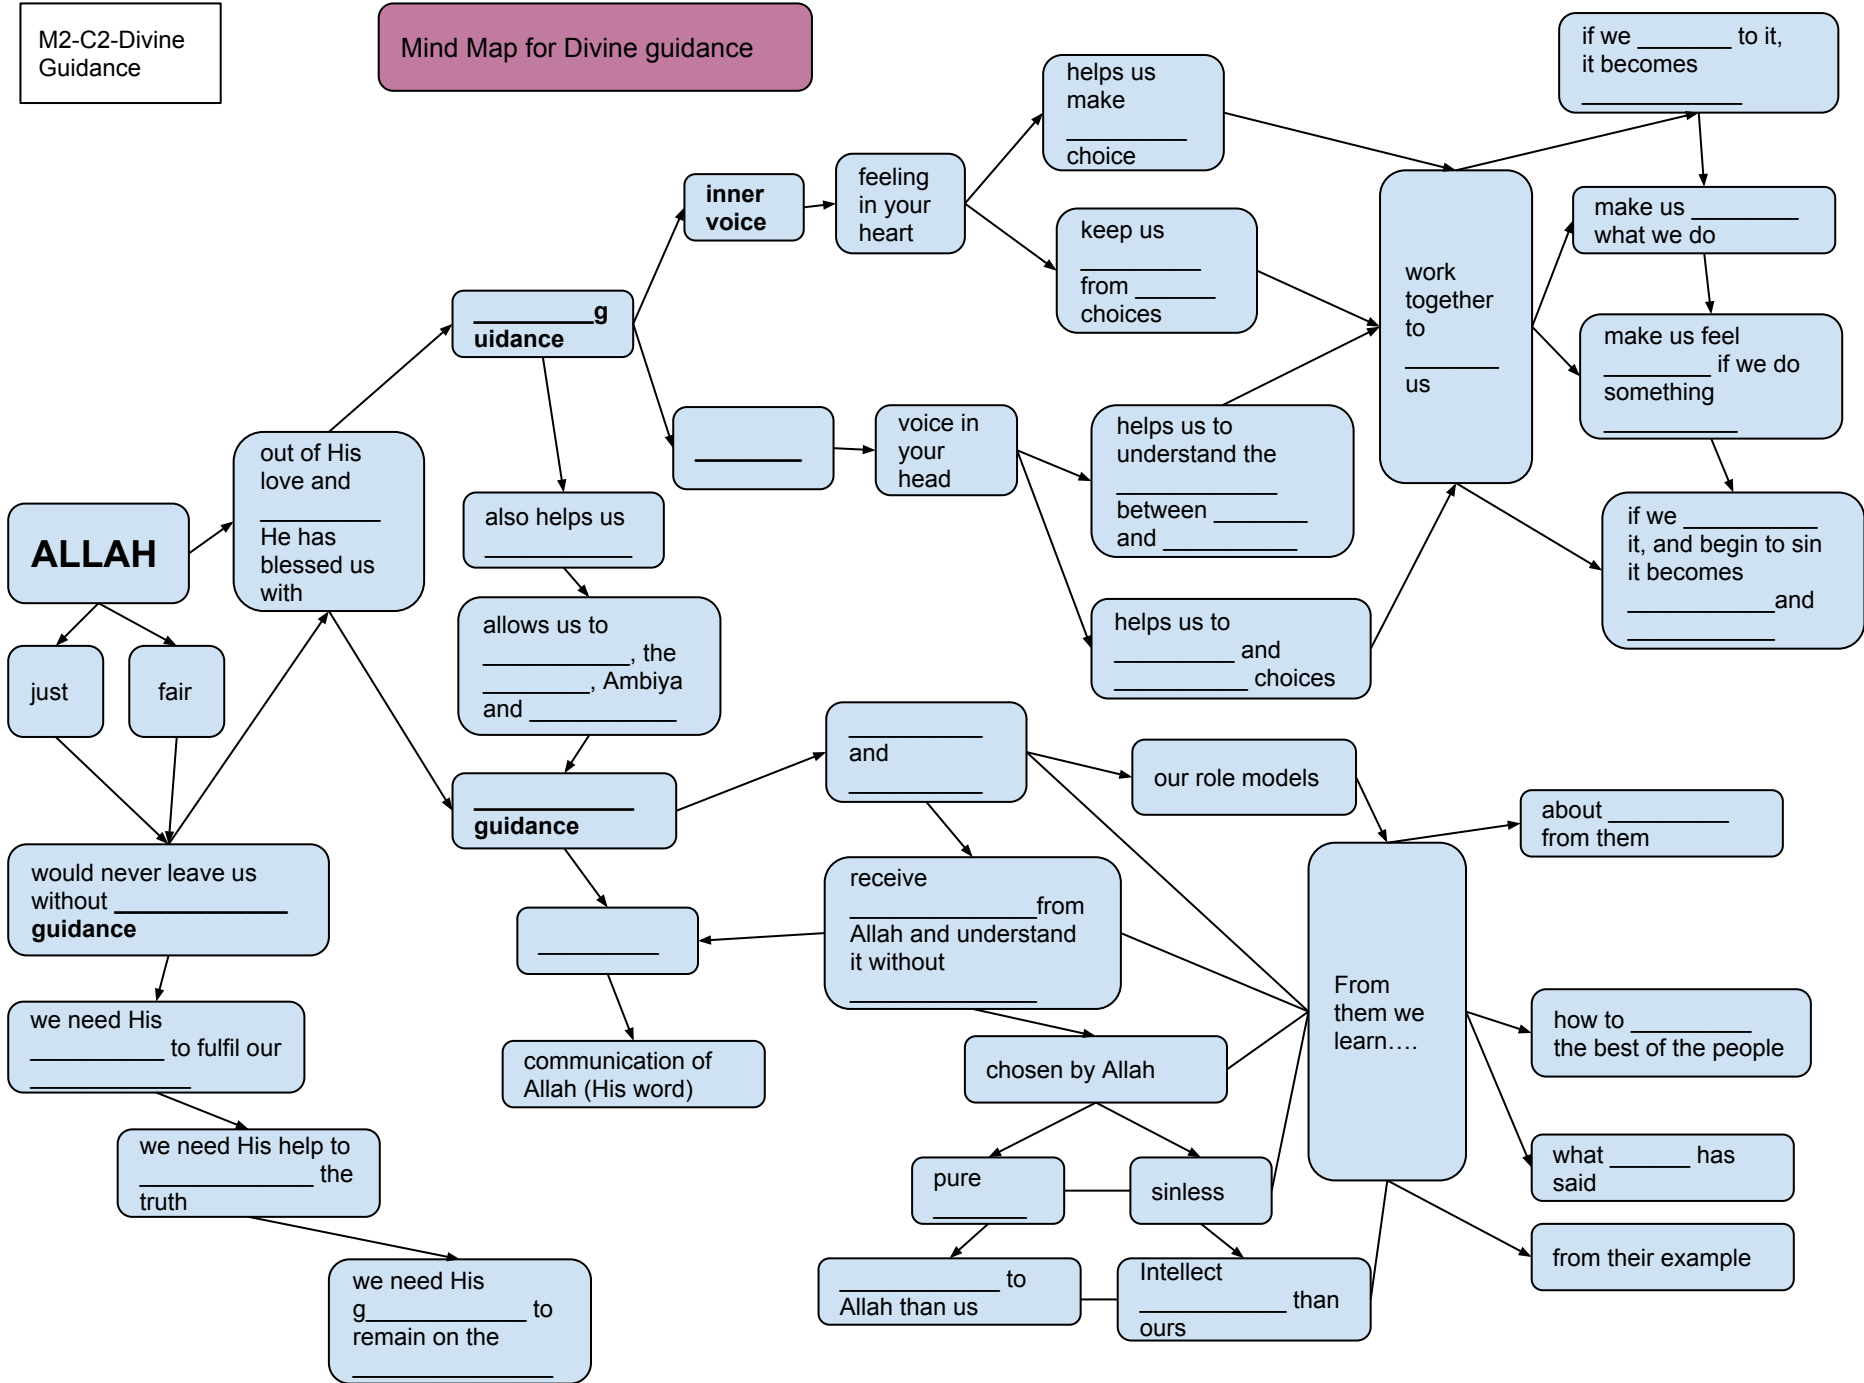 M2-C2-Divine
Guidance
Mind Map for Divine guidance
ALLAH
just
fair
would never leave us
without _____________
guidance
we need His
__________ to fulfil our
____________
we need His help to
_____________ the
truth
we need His
g____________ to
remain on the
_______________
out of His
love and
_________
He has
blessed us
with
_________g
uidance
also helps us
___________
allows us to
___________, the
________, Ambiya
and ___________
____________
guidance
_________
communication of
Allah (His word)
inner
voice
feeling
in your
heart
helps us
make
_________
choice
keep us
_________
from ______
choices
________
voice in
your
head
helps us to
understand the
____________
between _______
and __________
helps us to
_________ and
__________ choices
work
together
to
_______
us
if we _______ to it,
it becomes
____________
make us ________
what we do
make us feel
________ if we do
something
__________
if we __________
it, and begin to sin
it becomes
___________and
___________
__________
and
__________
our role models
receive
______________from
Allah and understand
it without
______________
chosen by Allah
pure
_______
sinless
____________ to
Allah than us
Intellect
___________ than
ours
From
them we
learn….
about _________
from them
how to _________
the best of the people
what ______ has
said
from their example